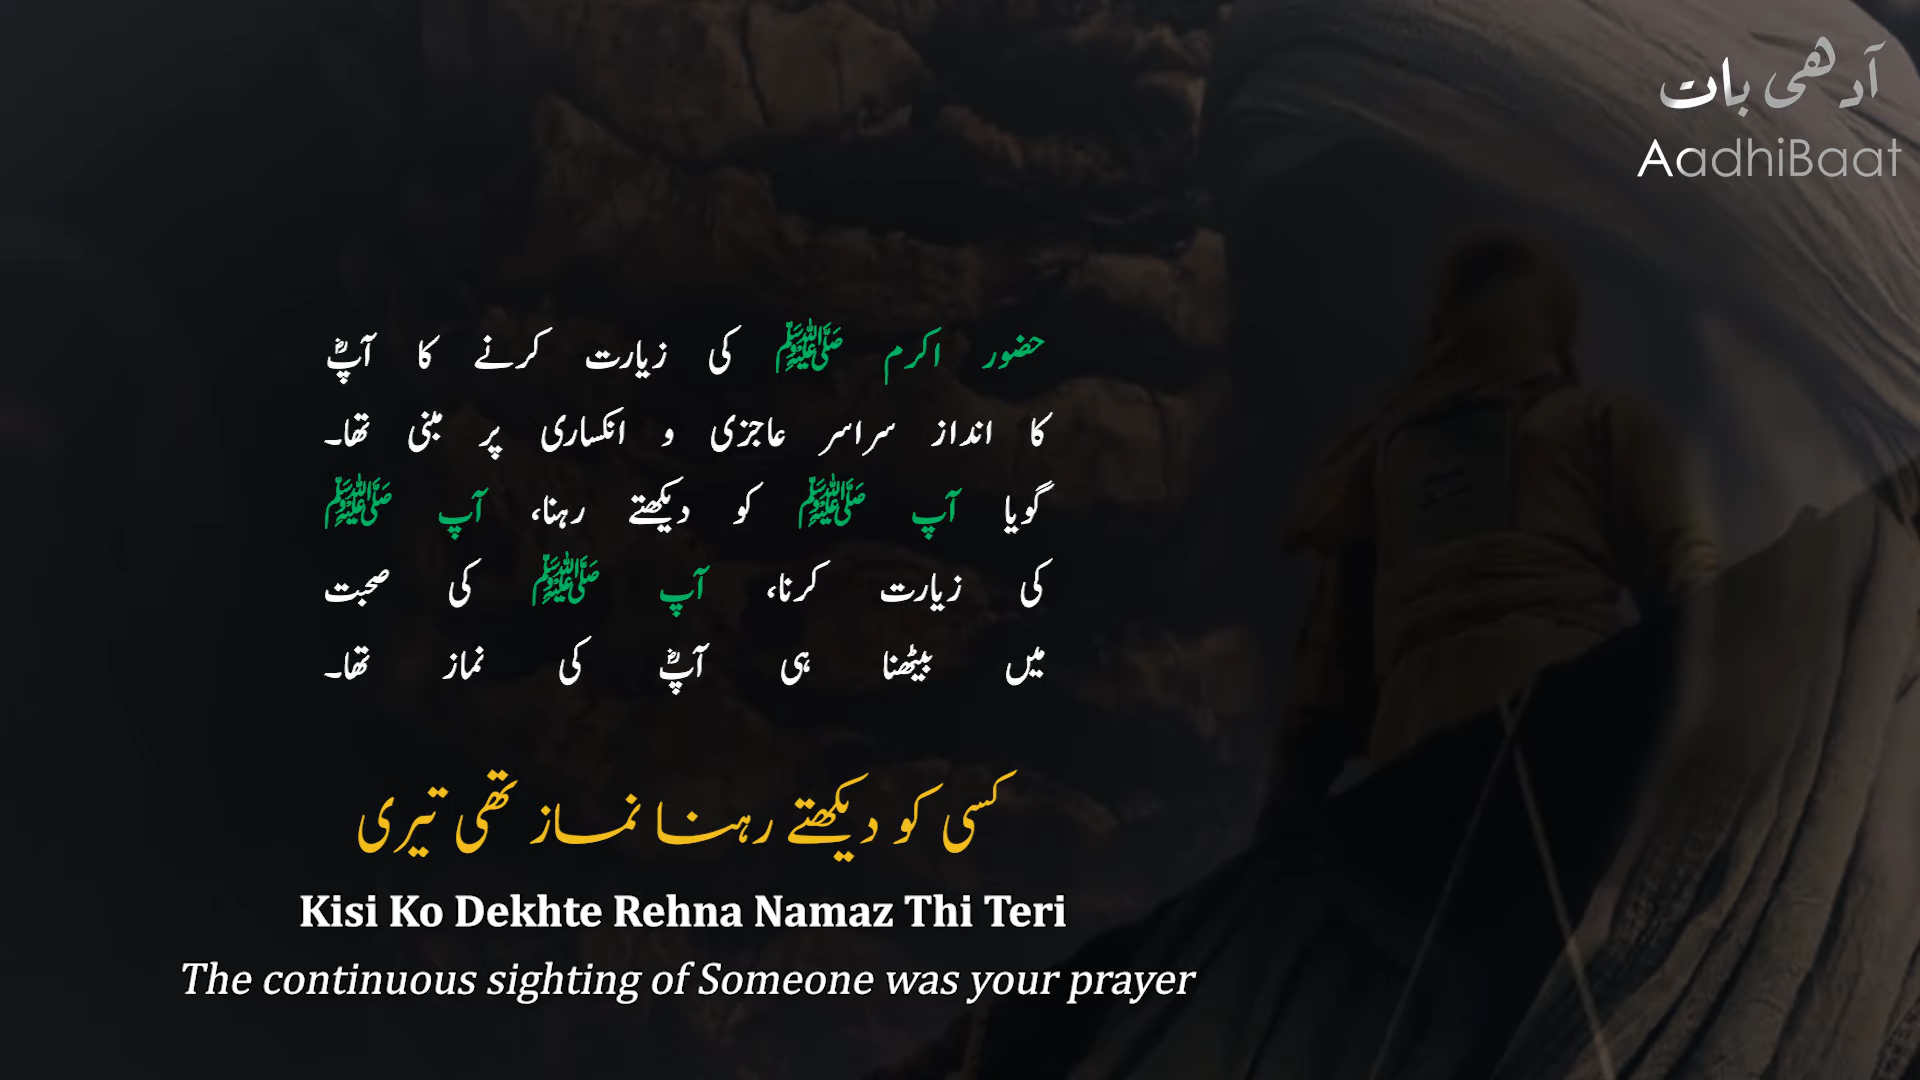 آدھی بات
AadhiBaat
حضور اکرم ﷺ کی زیارت کرنے کا آپؓ
کا انداز سراسر عاجزی و انکساری پر مبنی تھا۔
گویا آپ ﷺ کو دیکھتے رہنا، آپ ﷺ
کی زیارت کرنا، آپ ﷺ کی صحبت
میں بیٹھنا ہی آپؓ کی نماز تھا۔
کسی کو دیکھتے رہنا نماز تھی تیری
Kisi Ko Dekhte Rehna Namaz Thi Teri
The continuous sighting of Someone was your prayer